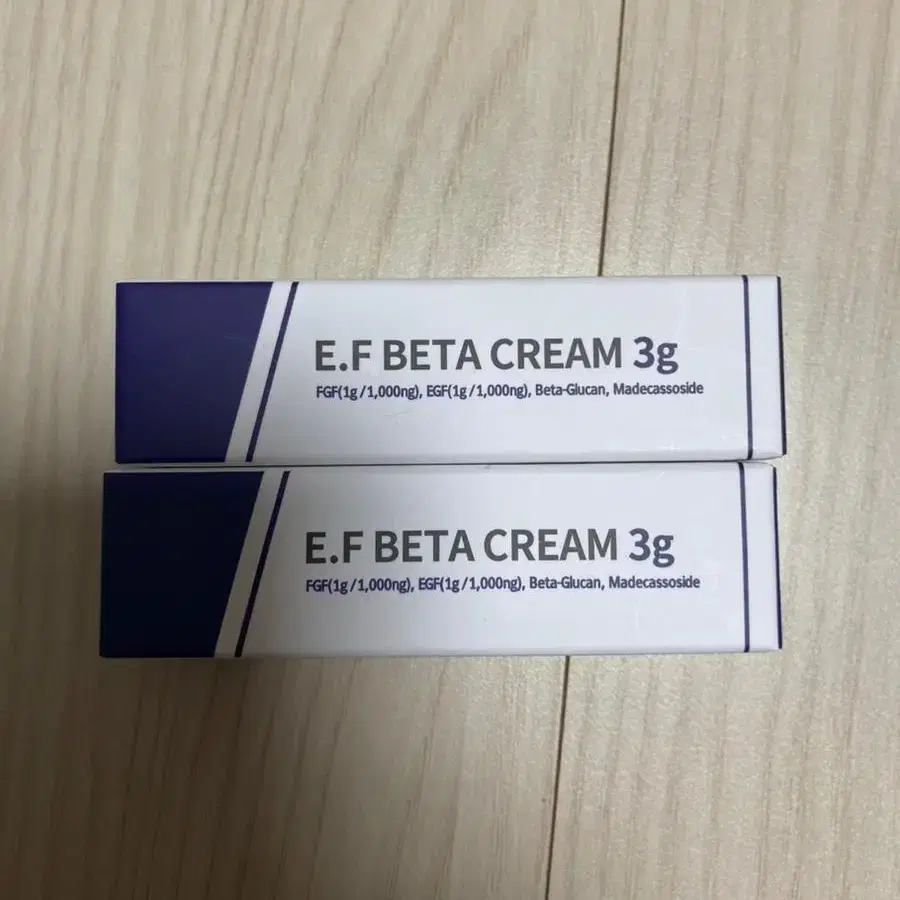 E.F BETA CREAM 3g
FGF(1g/1,000ng), EGF(1g/1,000ng), Beta-Glucan, Madecassoside
E.F BETA CREAM 3g
FGF(1g/1,000ng), EGF(1g/1,000ng), Beta-Glucan, Madecassoside